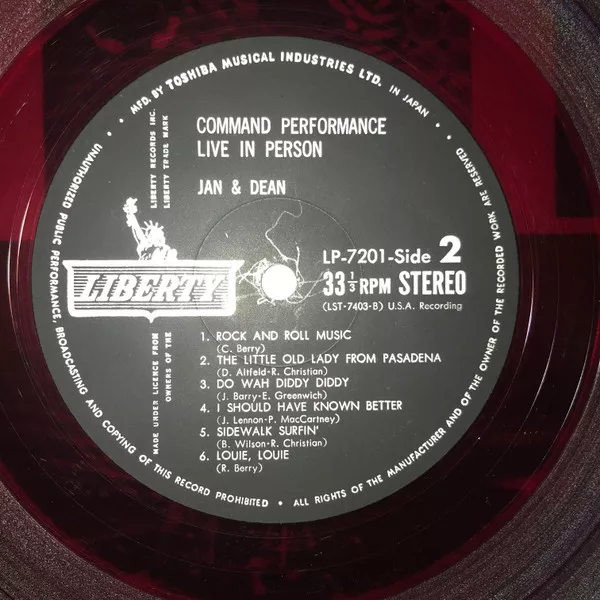 MFD. BY TOSHIBA MUSICAL INDUSTRIES LTD. IN JAPAN
UNAUTHORIZED PUBLIC PERFORMANCE, BROADCASTING AND COPYING OF THIS RECORD PROHIBITED • ALL RIGHTS OF THE MANUFACTURER AND OF THE OWNER OF THE RECORDED WORK ARE RESERVED
LIBERTY RECORDS INC.
LIBERTY TRADE MARK
COMMAND PERFORMANCE
LIVE IN PERSON
JAN & DEAN
LIBERTY
MADE UNDER LICENCE FROM
OWNERS OF THE
LP-7201-Side 2
33 1/3 RPM STEREO
(LST-7403-B) U.S.A. Recording
1. ROCK AND ROLL MUSIC
(C. Berry)
2. THE LITTLE OLD LADY FROM PASADENA
(D. Altfeld-R. Christian)
3. DO WAH DIDDY DIDDY
(J. Barry-E. Greenwich)
4. I SHOULD HAVE KNOWN BETTER
(J. Lennon-P. MacCartney)
5. SIDEWALK SURFIN'
(B. Wilson-R. Christian)
6. LOUIE, LOUIE
(R. Berry)